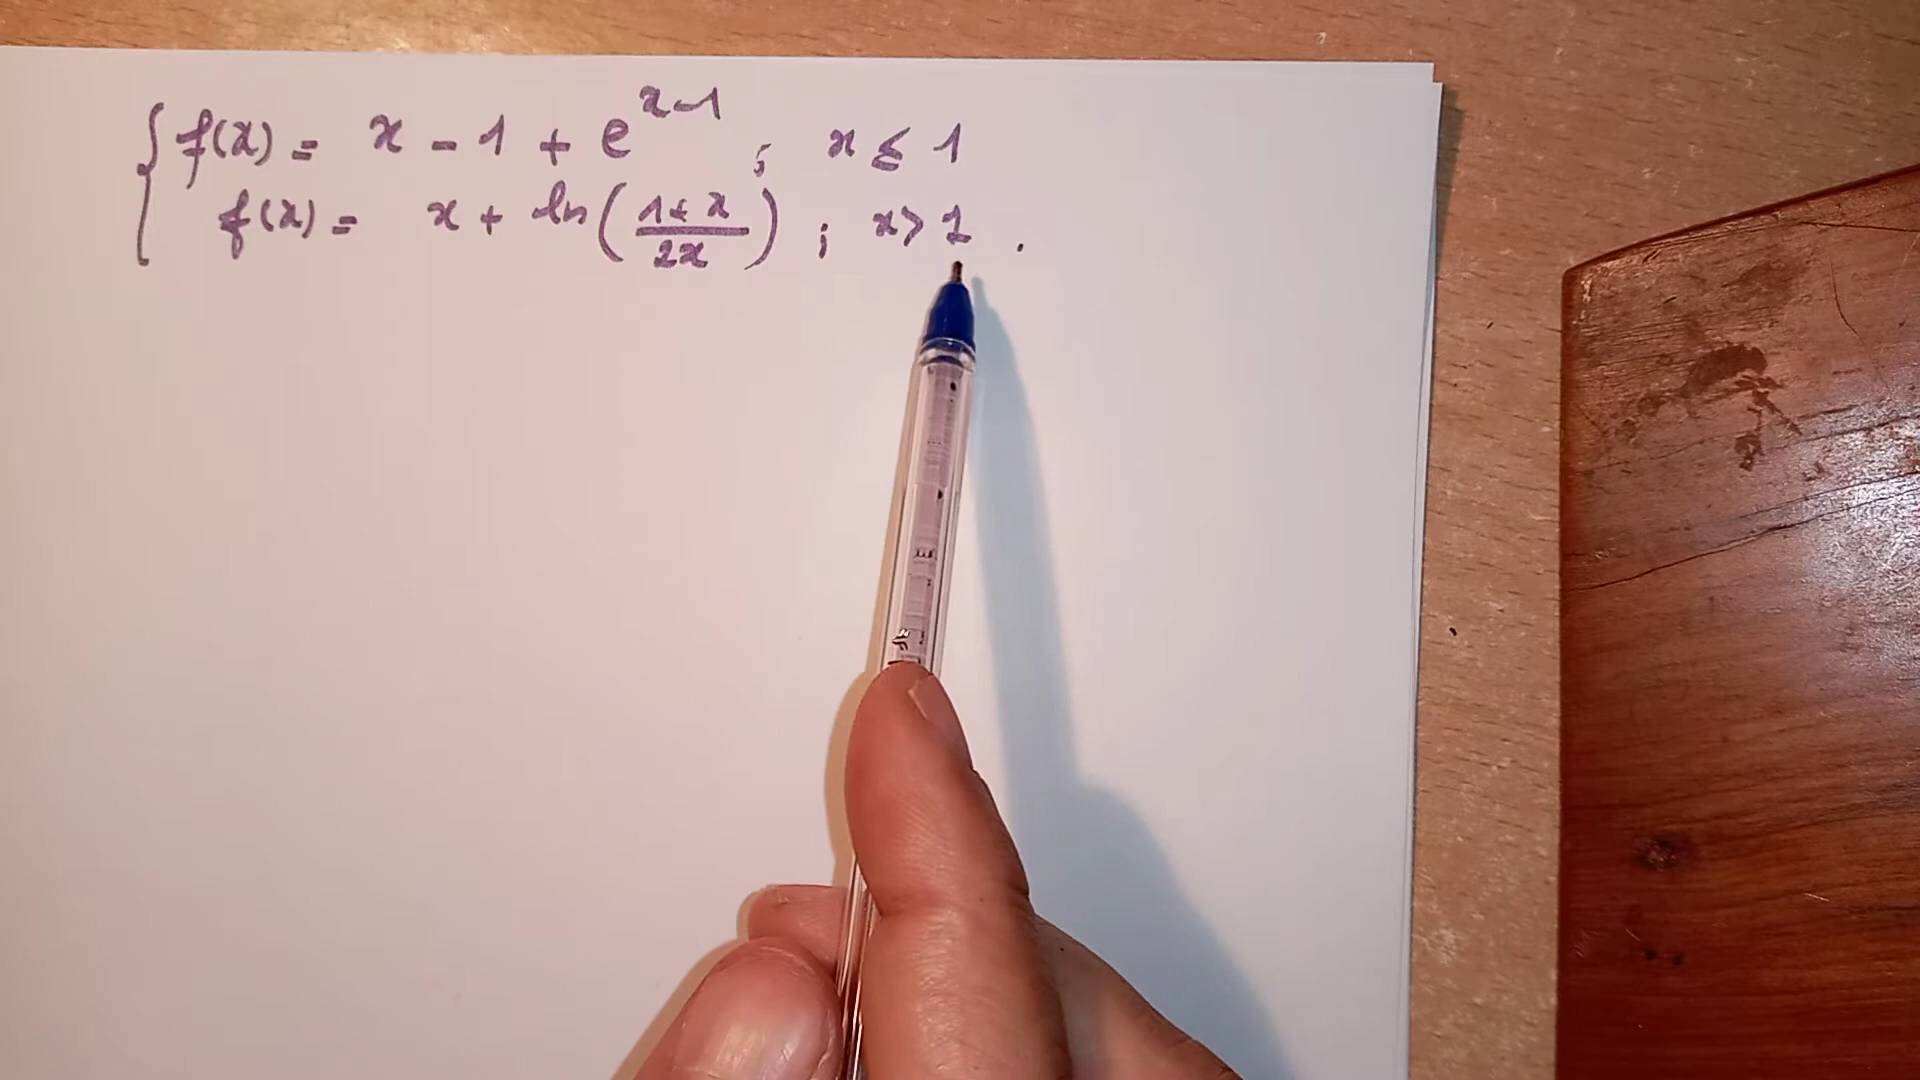 { f(x) = x - 1 + e^{x-1} ; x ≤ 1
f(x) = x + ln((1+x)/(2x)) ; x > 1 .